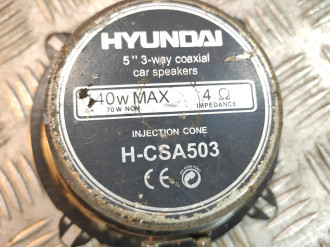 HYUNDAI
5" 3-way coaxial
car speakers
40W MAX 4 Ω
70W NOM. IMPEDANCE
INJECTION CONE
H-CSA503
CE